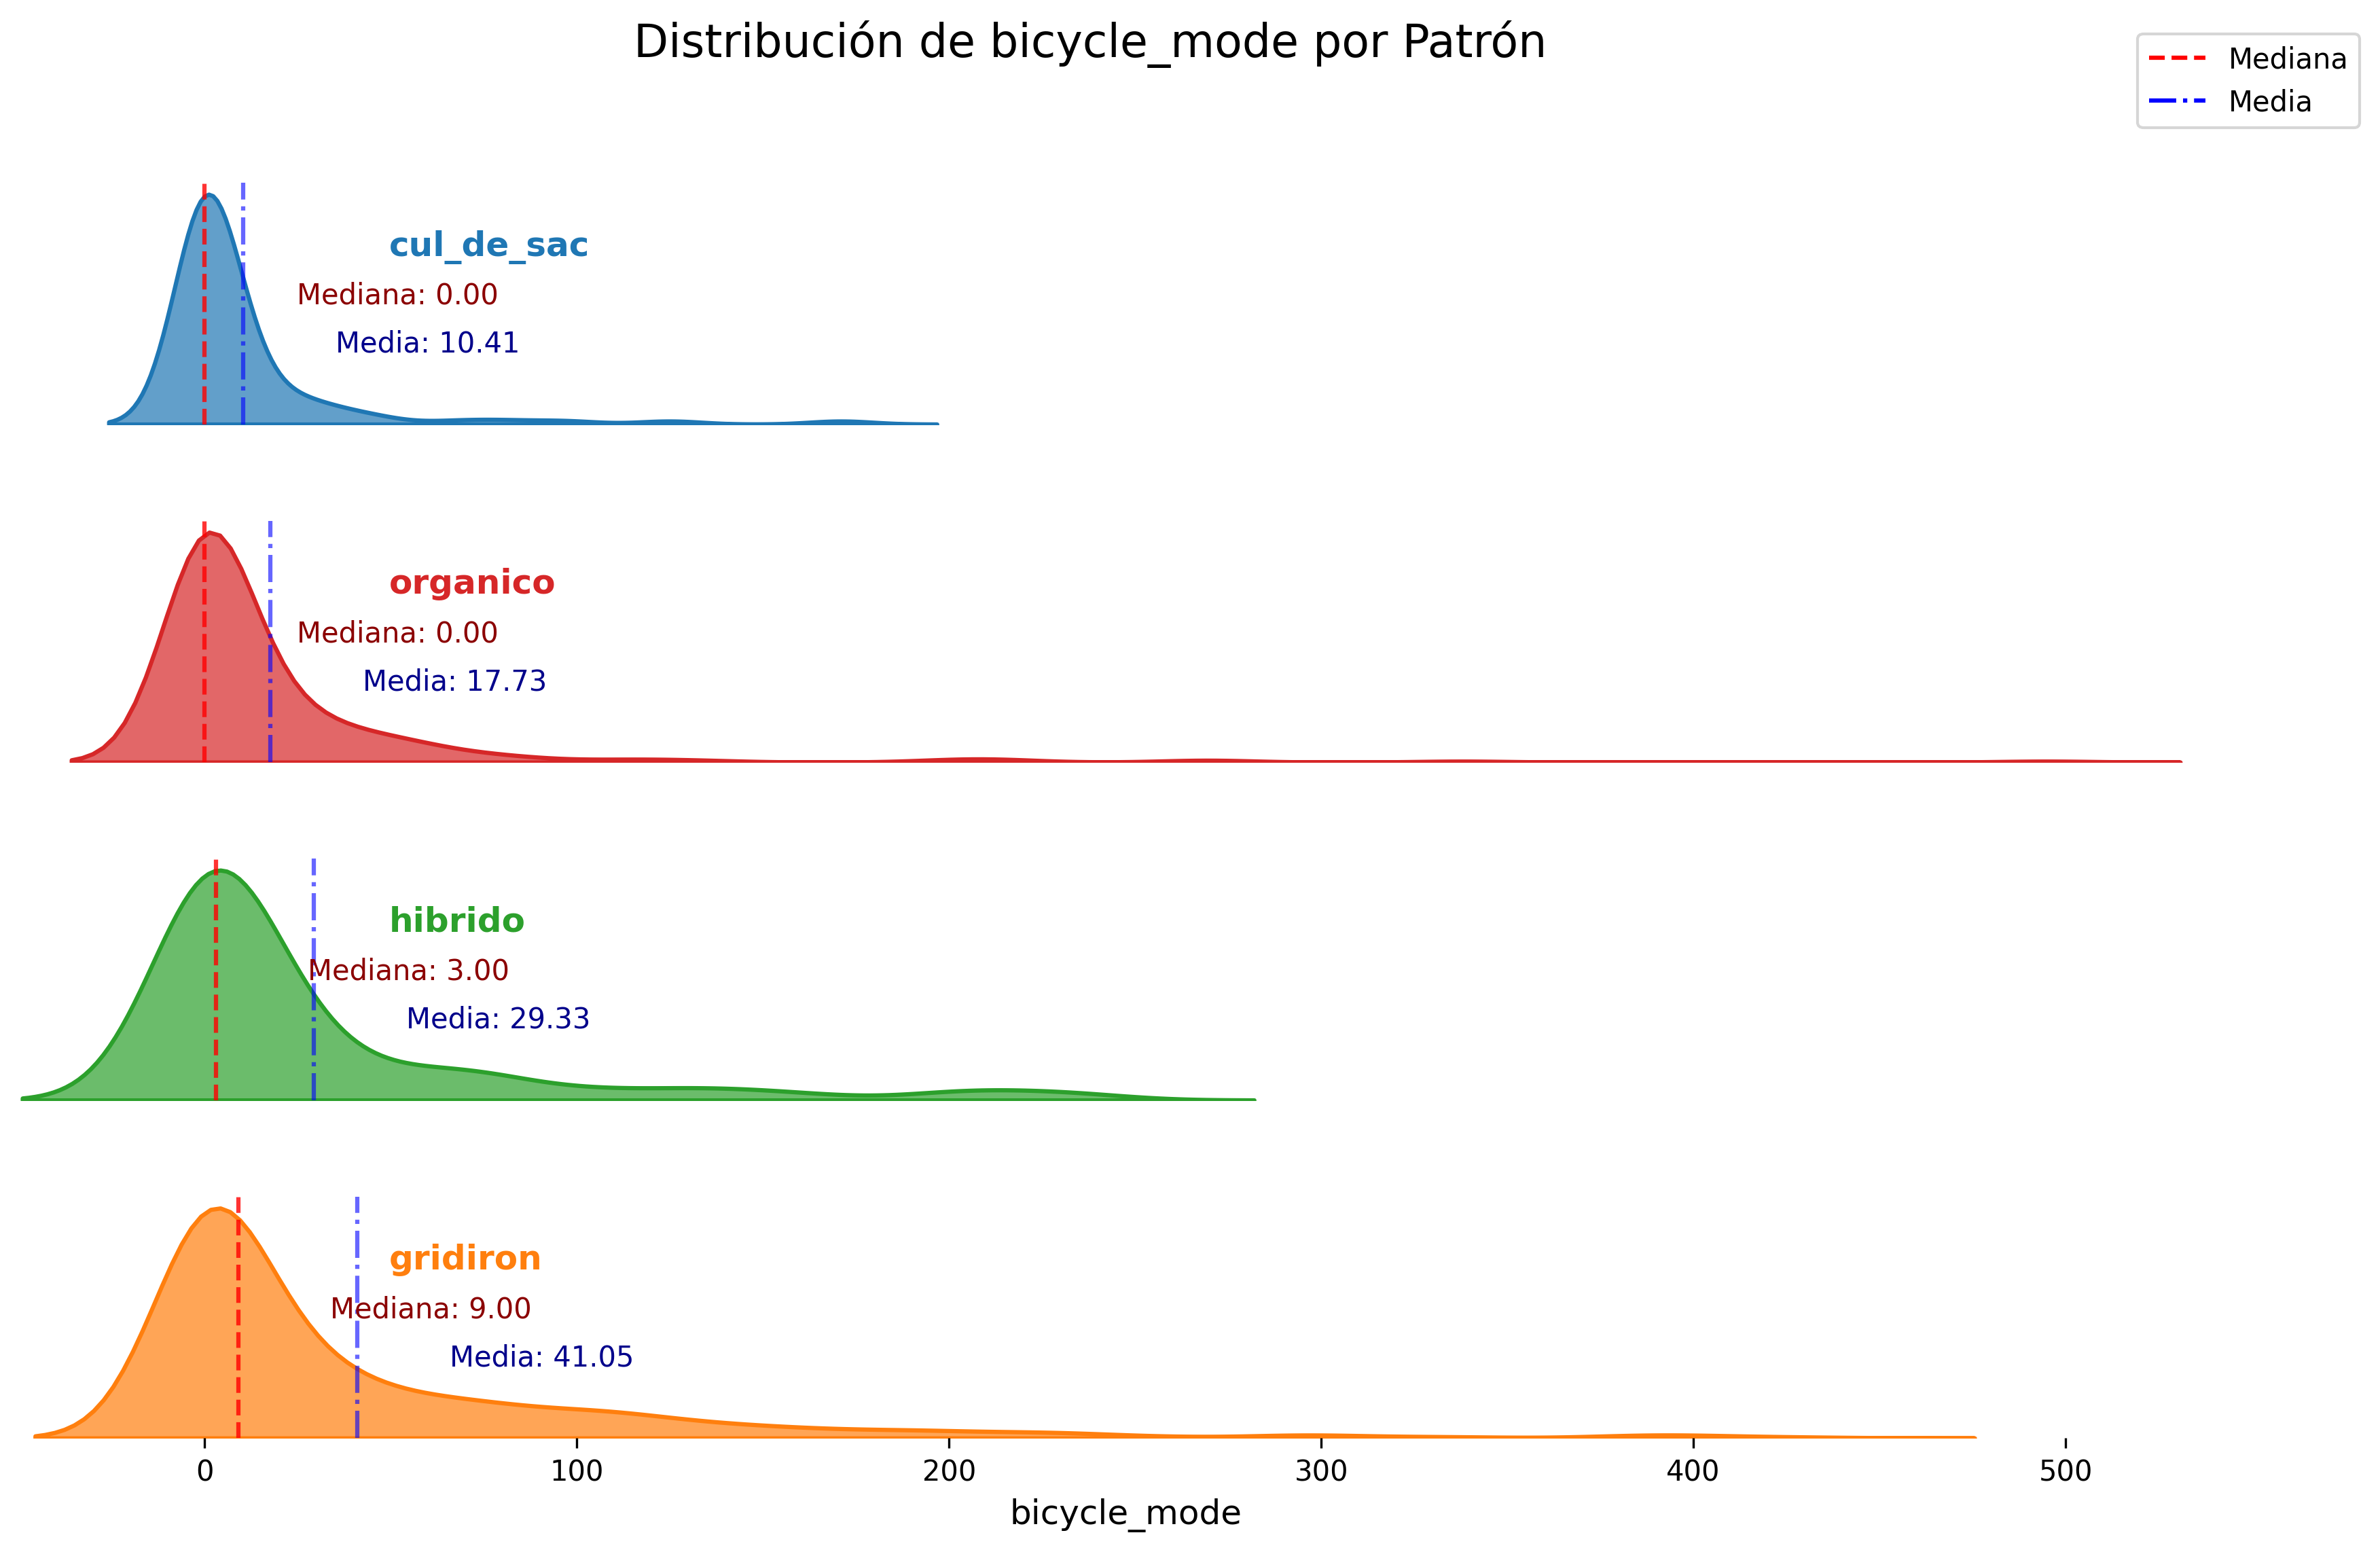 Distribución de bicycle_mode por Patrón
Mediana
Media
cul_de_sac
Mediana: 0.00
Media: 10.41
organico
Mediana: 0.00
Media: 17.73
hibrido
Mediana: 3.00
Media: 29.33
gridiron
Mediana: 9.00
Media: 41.05
0 100 200 300 400 500
bicycle_mode